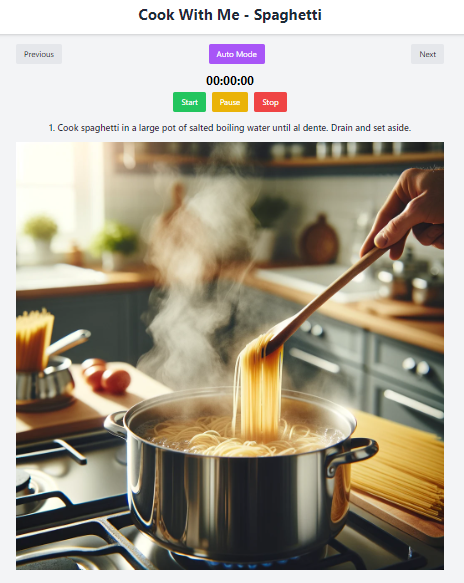 Cook With Me - Spaghetti
Previous
Auto Mode
Next
00:00:00
Start
Pause
Stop
1. Cook spaghetti in a large pot of salted boiling water until al dente. Drain and set aside.